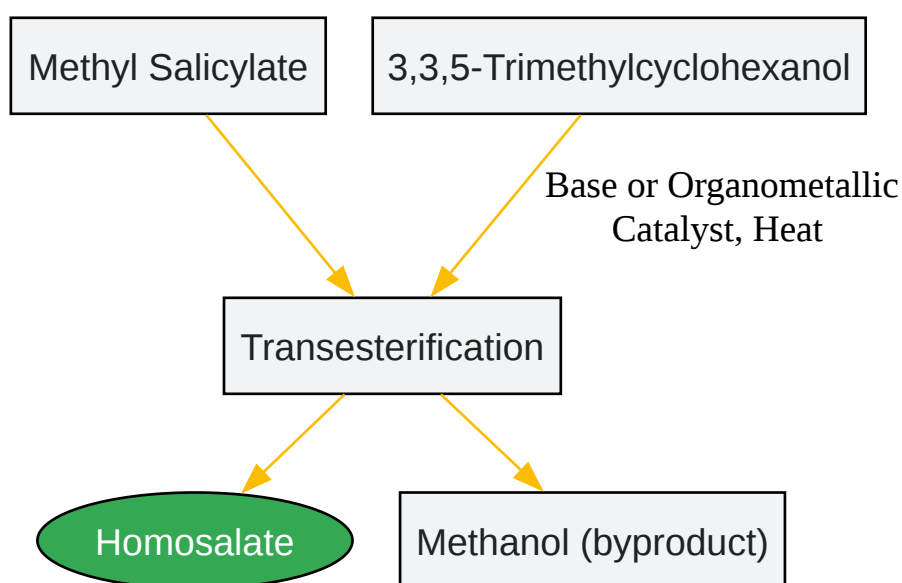 Methyl Salicylate
3,3,5-Trimethylcyclohexanol
Base or Organometallic
Catalyst, Heat
Transesterification
Homosalate
Methanol (byproduct)